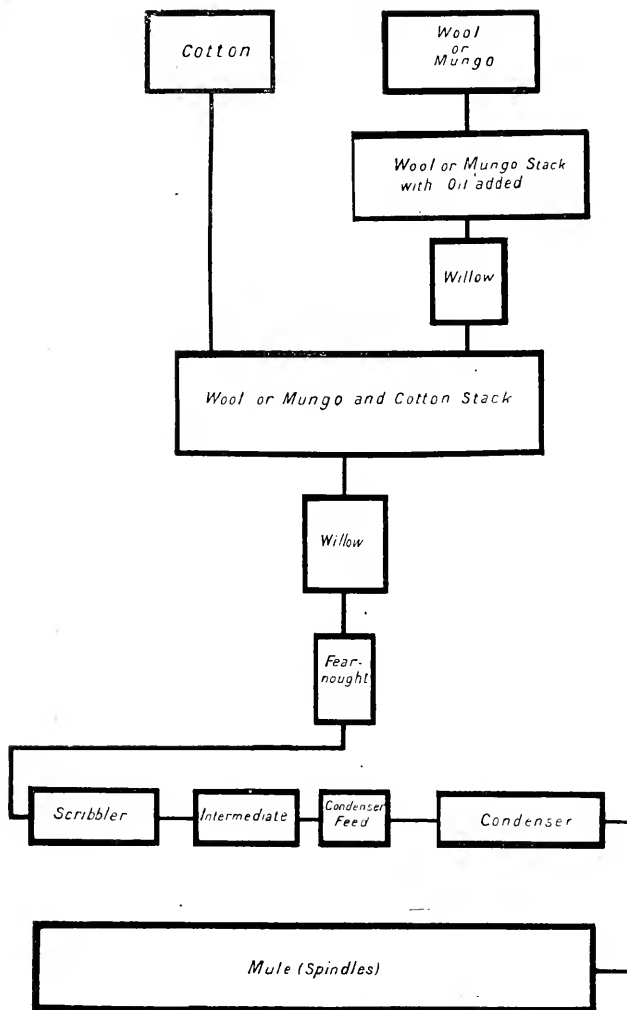 Cotton
Wool
or
Mungo
Wool or Mungo Stack
with Oil added
Willow
Wool or Mungo and Cotton Stack
Willow
Fear-
nought
Scribbler
Intermediate
Condenser
Feed
Condenser
Mule (Spindles)